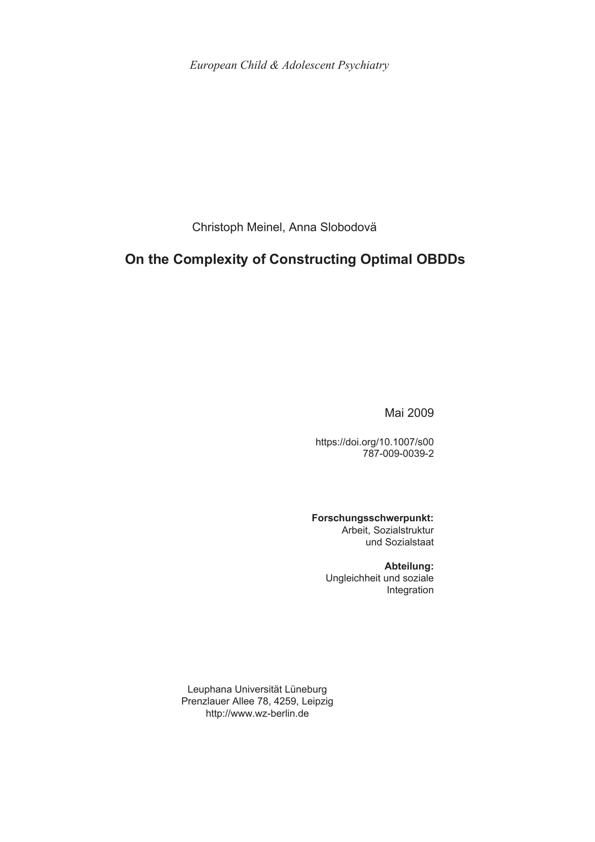 European Child & Adolescent Psychiatry
Christoph Meinel, Anna Slobodovä
On the Complexity of Constructing Optimal OBDDs
Mai 2009
https://doi.org/10.1007/s00
787-009-0039-2
Forschungsschwerpunkt:
Arbeit, Sozialstruktur
und Sozialstaat
Abteilung:
Ungleichheit und soziale
Integration
Leuphana Universität Lüneburg
Prenzlauer Allee 78, 4259, Leipzig
http://www.wz-berlin.de